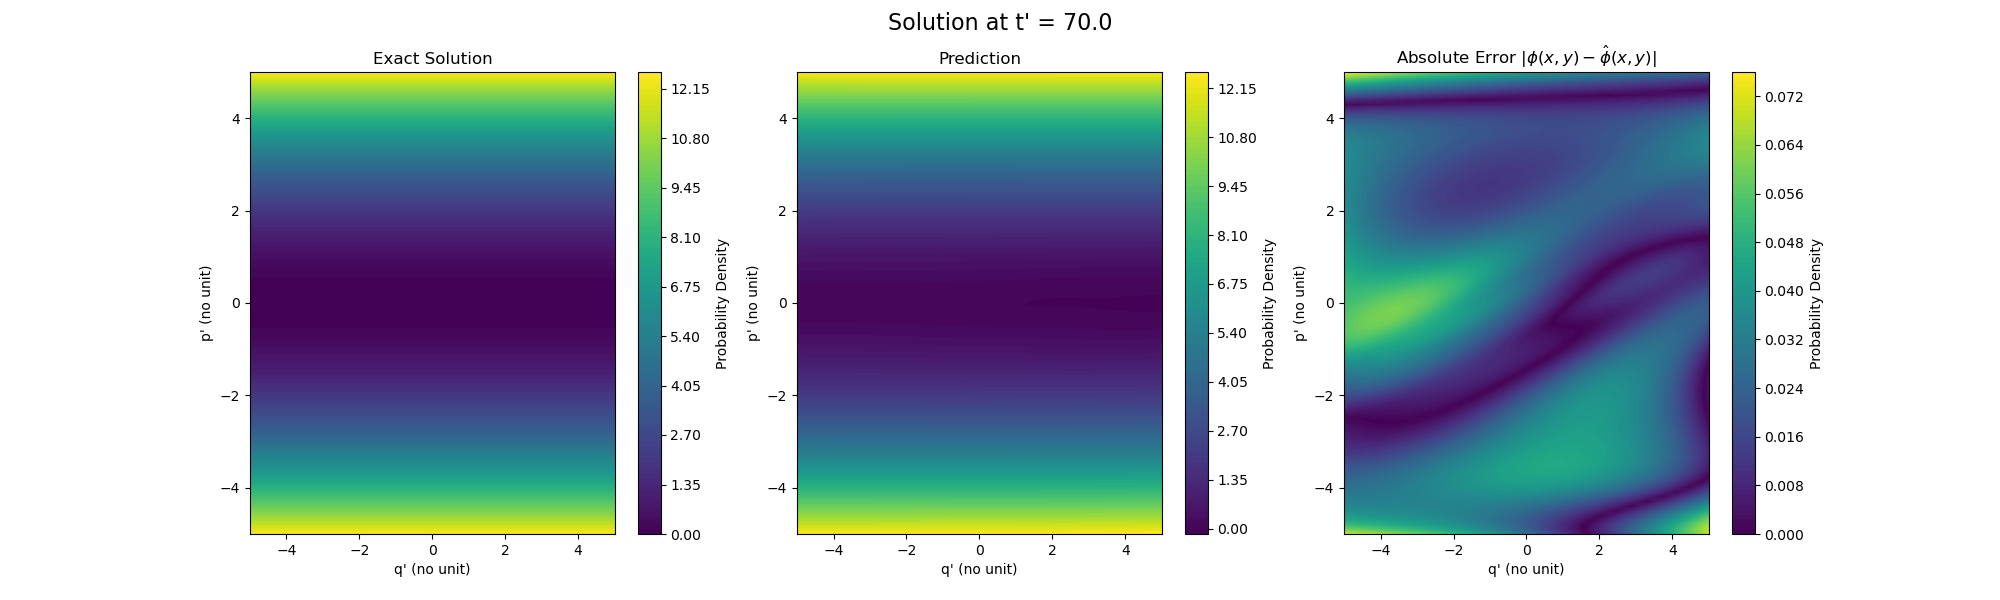 Solution at t' = 70.0
Exact Solution
4
2
0
−2
−4
p' (no unit)
−4 −2 0 2 4
q' (no unit)
12.15
10.80
9.45
8.10
6.75
5.40
4.05
2.70
1.35
0.00
Probability Density
Prediction
4
2
0
−2
−4
p' (no unit)
−4 −2 0 2 4
q' (no unit)
12.15
10.80
9.45
8.10
6.75
5.40
4.05
2.70
1.35
0.00
Probability Density
Absolute Error |ϕ(x, y) − ϕ̂(x, y)|
4
2
0
−2
−4
p' (no unit)
−4 −2 0 2 4
q' (no unit)
0.072
0.064
0.056
0.048
0.040
0.032
0.024
0.016
0.008
0.000
Probability Density